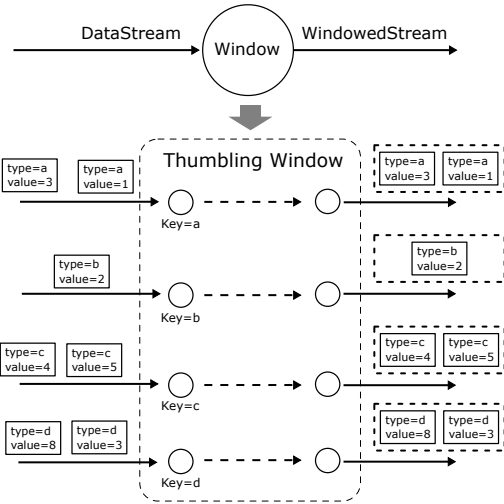 DataStream
Window
WindowedStream
Thumbling Window
type=a
value=3
type=a
value=1
Key=a
type=a
value=3
type=a
value=1
type=b
value=2
Key=b
type=b
value=2
type=c
value=4
type=c
value=5
Key=c
type=c
value=4
type=c
value=5
type=d
value=8
type=d
value=3
Key=d
type=d
value=8
type=d
value=3